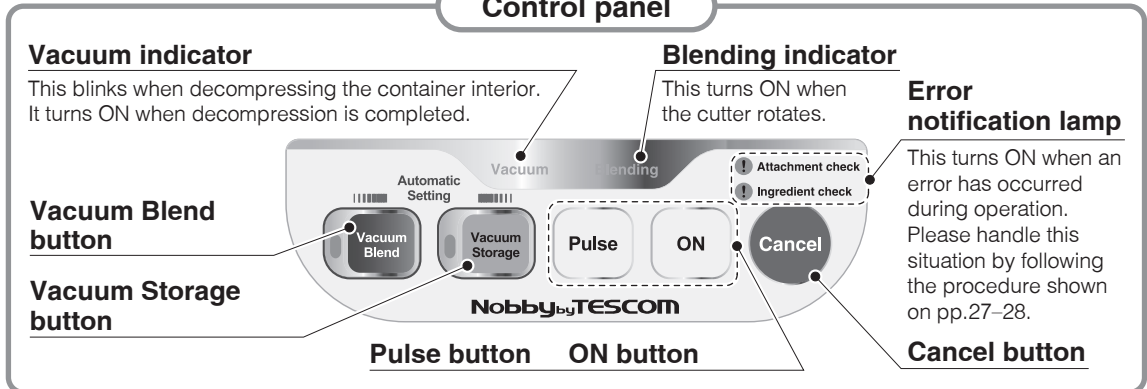 Control panel
Vacuum indicator
This blinks when decompressing the container interior.
It turns ON when decompression is completed.
Blending indicator
This turns ON when
the cutter rotates.
Error
notification lamp
This turns ON when an
error has occurred
during operation.
Please handle this
situation by following
the procedure shown
on pp.27–28.
Vacuum
Blending
! Attachment check
! Ingredient check
Automatic
Setting
Vacuum Blend
button
Vacuum
Blend
Vacuum
Storage
Pulse
ON
Cancel
Vacuum Storage
button
NobbybyTESCOM
Pulse button
ON button
Cancel button